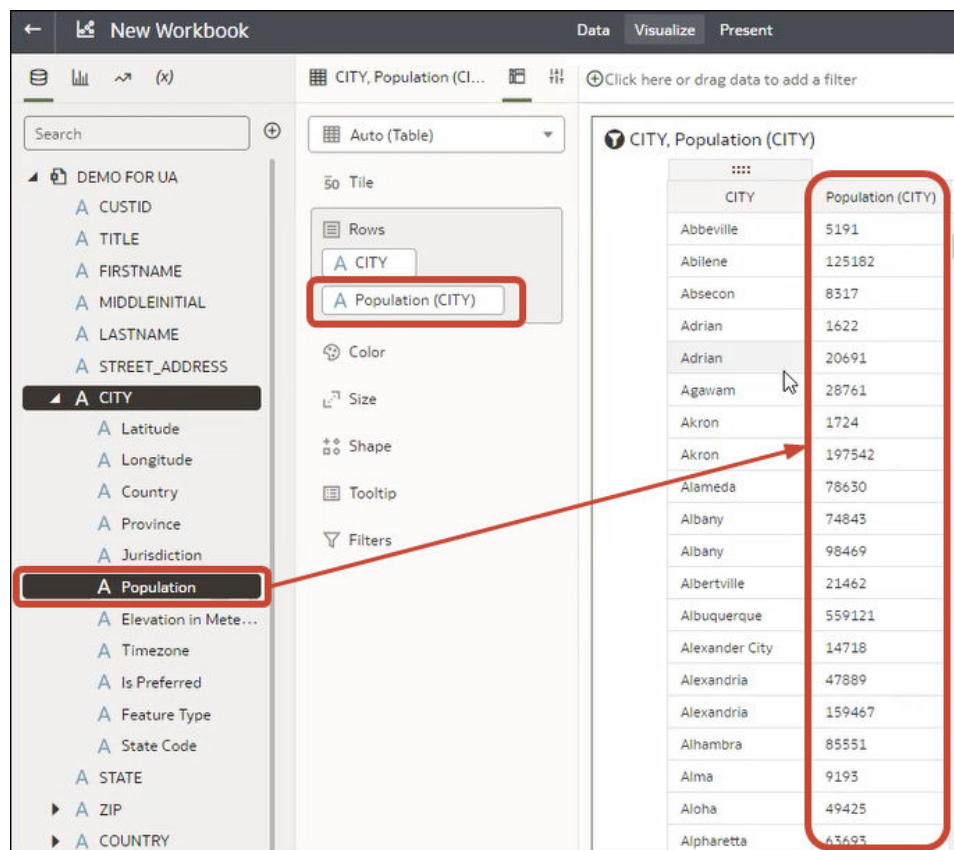 New Workbook
Data Visualize Present
(x)
CITY, Population (CI...
Click here or drag data to add a filter
Search
Auto (Table)
CITY, Population (CITY)
DEMO FOR UA
CUSTID
TITLE
FIRSTNAME
MIDDLEINITIAL
LASTNAME
STREET_ADDRESS
CITY
Latitude
Longitude
Country
Province
Jurisdiction
Population
Elevation in Mete...
Timezone
Is Preferred
Feature Type
State Code
STATE
ZIP
COUNTRY
50 Tile
Rows
A CITY
A Population (CITY)
Color
Size
Shape
Tooltip
Filters
CITY Population (CITY)
Abbeville 5191
Abilene 125182
Absecon 8317
Adrian 1622
Adrian 20691
Agawam 28761
Akron 1724
Akron 197542
Alameda 78630
Albany 74843
Albany 98469
Albertville 21462
Albuquerque 559121
Alexander City 14718
Alexandria 47889
Alexandria 159467
Alhambra 85551
Alma 9193
Aloha 49425
Alpharetta 63693